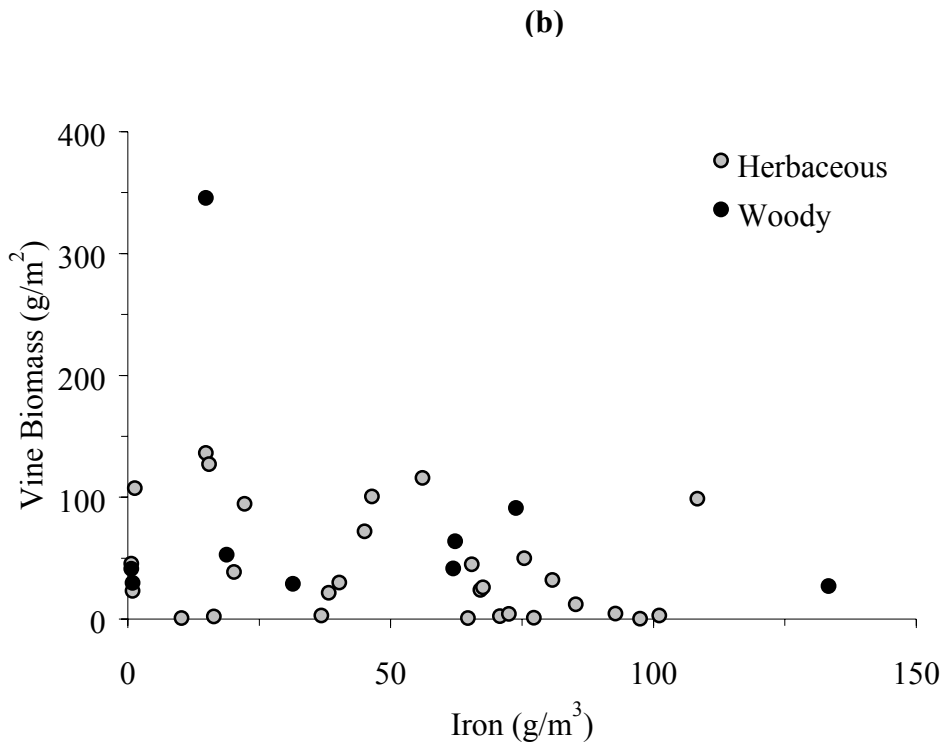 (b)
400
300
200
100
0
Vine Biomass (g/m²)
Herbaceous
Woody
0 50 100 150
Iron (g/m³)